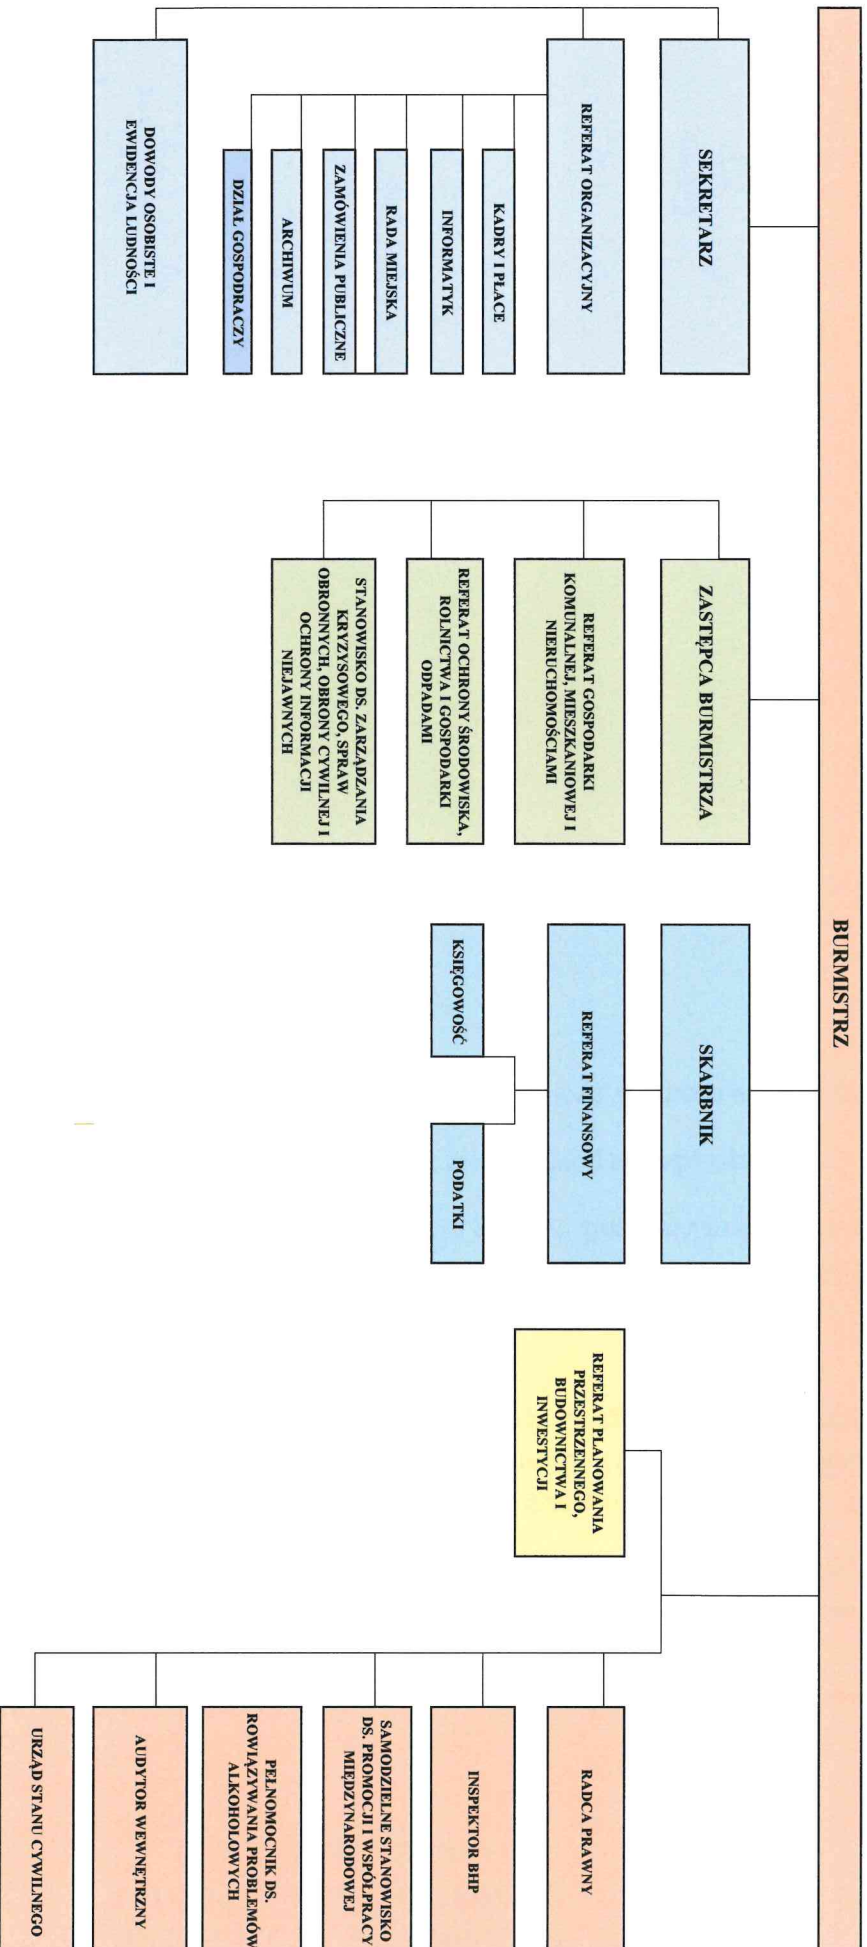 BURMISTRZ
SEKRETARZ
REFERAT ORGANIZACYJNY
KADRY I PŁACE
INFORMATYK
RADA MIEJSKA
ZAMÓWIENIA PUBLICZNE
ARCHIWUM
DZIAŁ GOSPODRACZY
DOWODY OSOBISTE I
EWIDENCJA LUDNOŚCI
ZASTĘPCA BURMISTRZA
REFERAT GOSPODARKI
KOMUNALNEJ, MIESZKANIOWEJ I
NIERUCHOMOŚCIAMI
REFERAT OCHRONY ŚRODOWISKA,
ROLNICTWA I GOSPODARKI
ODPADAMI
STANOWISKO DS. ZARZĄDZANIA
KRYZYSOWEGO, SPRAW
OBRONNYCH, OBRONY CYWILNEJ I
OCHRONY INFORMACJI
NIEJAWNYCH
SKARBNIK
REFERAT FINANSOWY
KSIĘGOWOŚĆ
PODATKI
REFERAT PLANOWANIA
PRZESTRZENNEGO,
BUDOWNICTWA I
INWESTYCJI
RADCA PRAWNY
INSPEKTOR BHP
SAMODZIELNE STANOWISKO
DS. PROMOCJI I WSPÓŁPRACY
MIĘDZYNARODOWEJ
PEŁNOMOCNIK DS.
ROWIĄZYWANIA PROBLEMÓW
ALKOHOLOWYCH
AUDYTOR WEWNĘTRZNY
URZĄD STANU CYWILNEGO